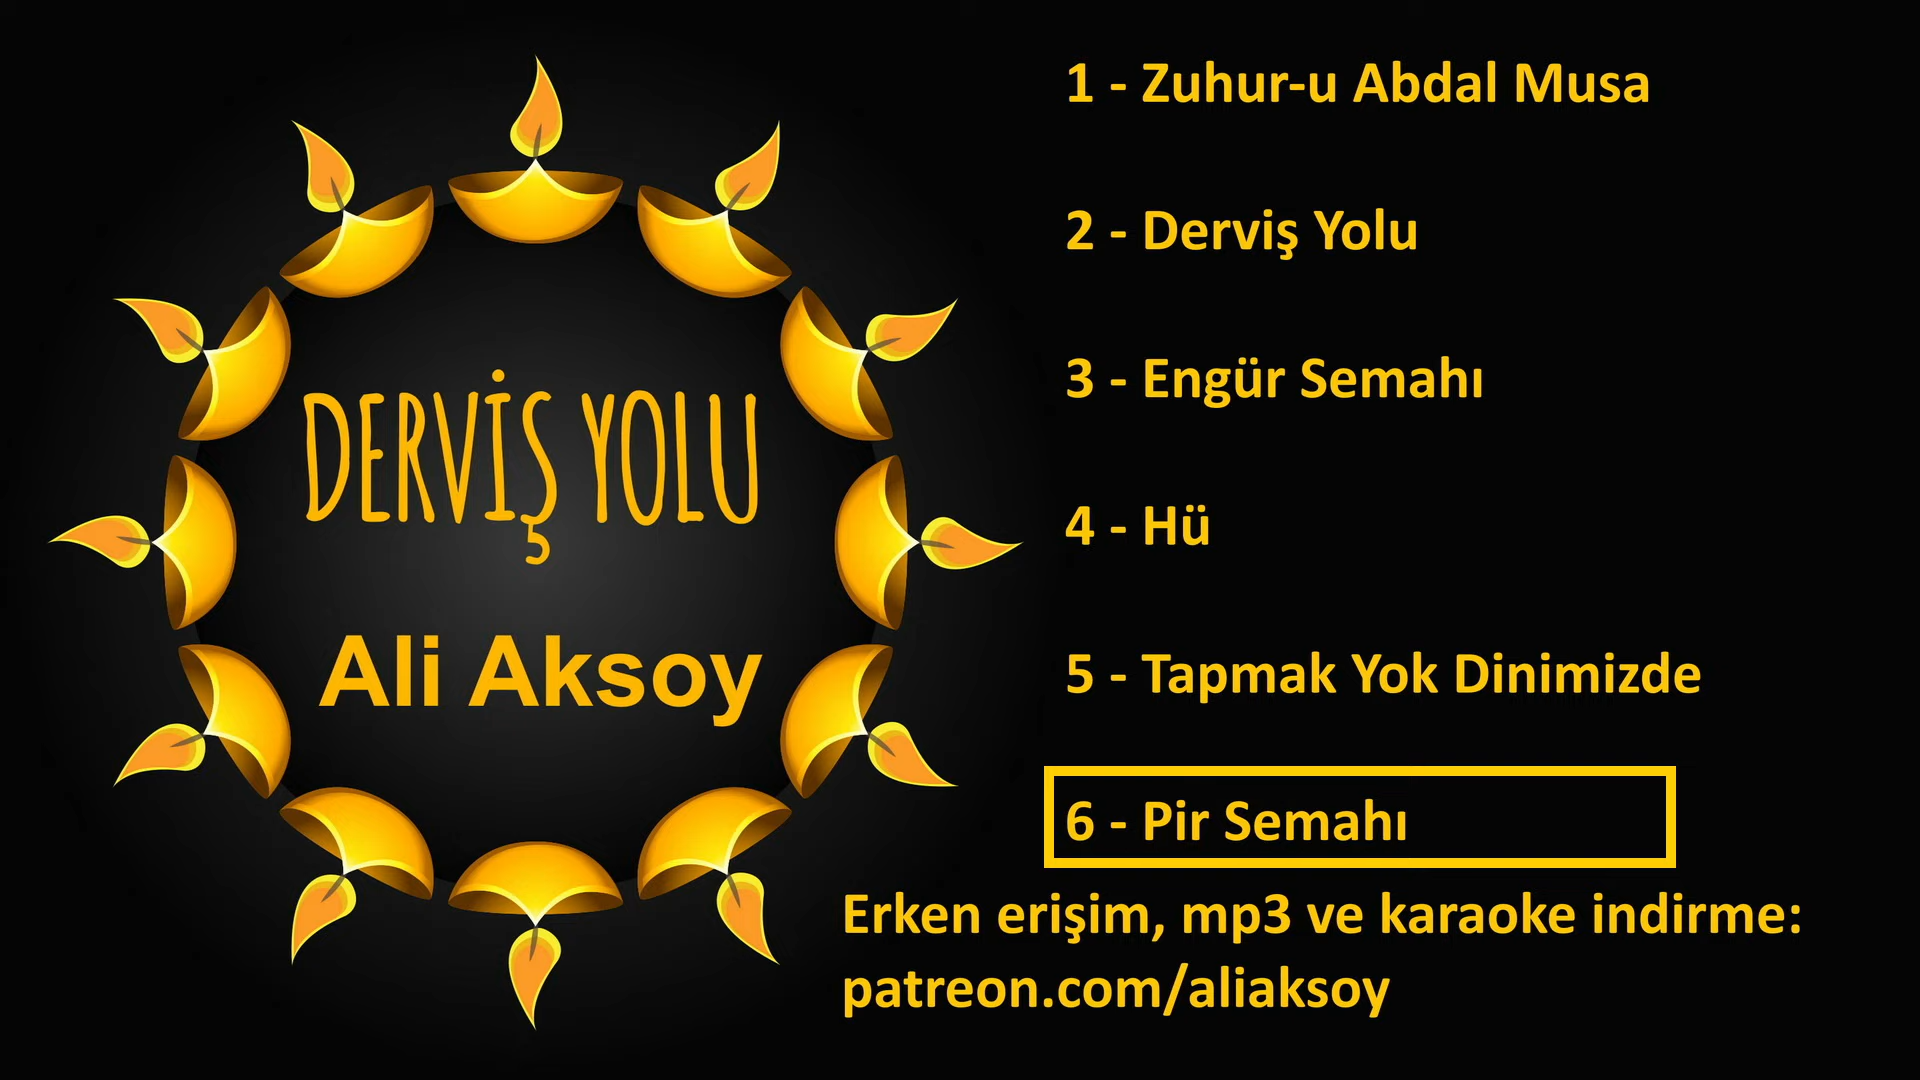 DERVİŞ YOLU
Ali Aksoy
1 - Zuhur-u Abdal Musa
2 - Derviş Yolu
3 - Engür Semahı
4 - Hü
5 - Tapmak Yok Dinimizde
6 - Pir Semahı
Erken erişim, mp3 ve karaoke indirme:
patreon.com/aliaksoy